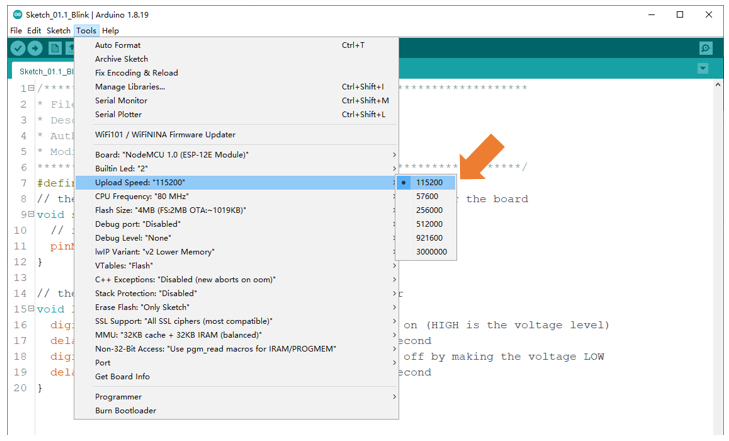 Sketch_01.1_Blink | Arduino 1.8.19
File Edit Sketch Tools Help
Sketch_01.1_Bl
Auto Format Ctrl+T
Archive Sketch
Fix Encoding & Reload
Manage Libraries... Ctrl+Shift+I
Serial Monitor Ctrl+Shift+M
Serial Plotter Ctrl+Shift+L
WiFi101 / WiFiNINA Firmware Updater
Board: "NodeMCU 1.0 (ESP-12E Module)"
Builtin Led: "2"
Upload Speed: "115200"
CPU Frequency: "80 MHz"
Flash Size: "4MB (FS:2MB OTA:~1019KB)"
Debug port: "Disabled"
Debug Level: "None"
lwIP Variant: "v2 Lower Memory"
VTables: "Flash"
C++ Exceptions: "Disabled (new aborts on oom)"
Stack Protection: "Disabled"
Erase Flash: "Only Sketch"
SSL Support: "All SSL ciphers (most compatible)"
MMU: "32KB cache + 32KB IRAM (balanced)"
Non-32-Bit Access: "Use pgm_read macros for IRAM/PROGMEM"
Port
Get Board Info
Programmer
Burn Bootloader
115200
57600
256000
512000
921600
3000000
1 /***** ********************
2 * Fil
3 * Des
4 * Aut
5 * Mod
6 ****** ********************/
7 #defi
8 // the r the board
9 void s
10 //
11 pinM
12 }
13
14 // the r
15 void l
16 digi on (HIGH is the voltage level)
17 dela econd
18 digi off by making the voltage LOW
19 dela econd
20 }